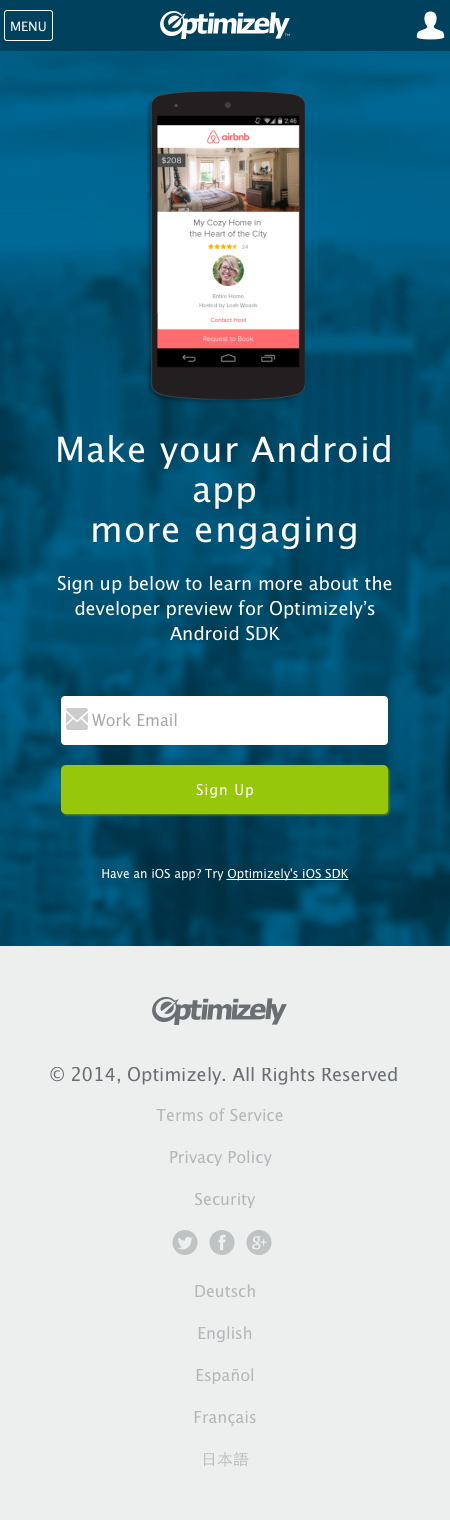 MENU
Optimizely™
2:46
airbnb
$208
My Cozy Home in
the Heart of the City
24
Entire Home
Hosted by Leah Woods
Contact Host
Request to Book
Make your Android
app
more engaging
Sign up below to learn more about the
developer preview for Optimizely’s
Android SDK
Work Email
Sign Up
Have an iOS app? Try Optimizely's iOS SDK
Optimizely
© 2014, Optimizely. All Rights Reserved
Terms of Service
Privacy Policy
Security
Deutsch
English
Español
Français
日本語